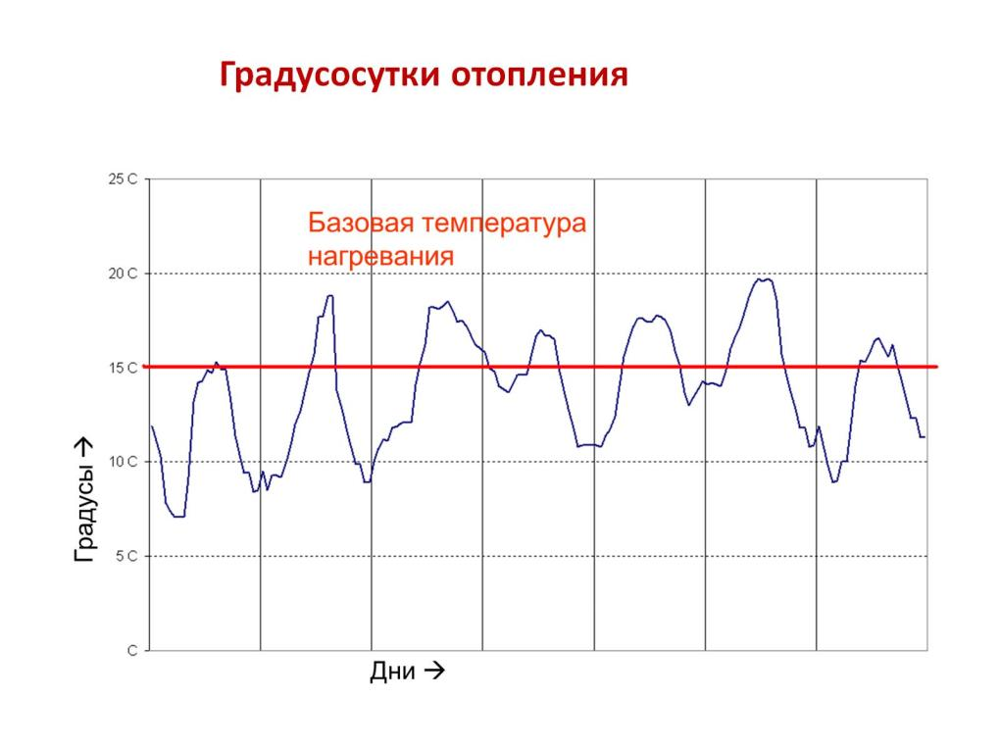 Градусосутки отопления
25 C
Базовая температура
нагревания
20 C
15 C
10 C
5 C
C
Градусы →
Дни →